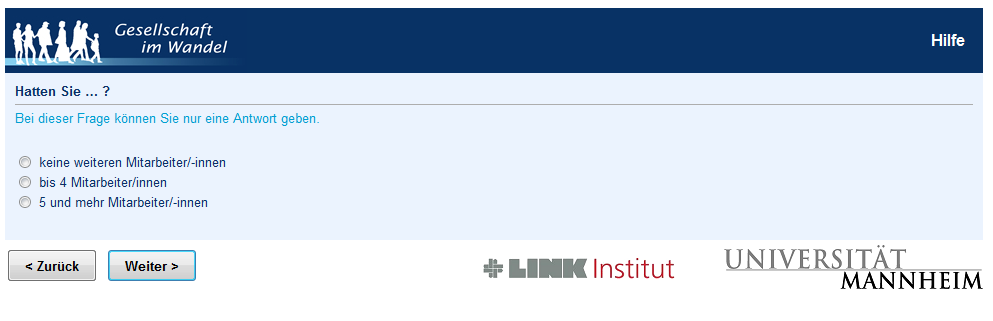 Gesellschaft
im Wandel
Hilfe
Hatten Sie ... ?
Bei dieser Frage können Sie nur eine Antwort geben.
keine weiteren Mitarbeiter/-innen
bis 4 Mitarbeiter/innen
5 und mehr Mitarbeiter/-innen
< Zurück
Weiter >
LINK Institut
UNIVERSITÄT
MANNHEIM